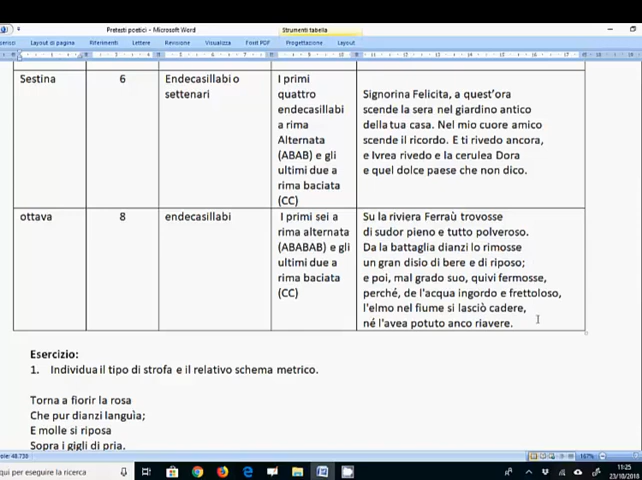 Pretesti poetici - Microsoft Word
Strumenti tabella
Layout di pagina Riferimenti Lettere Revisione Visualizza Foxit PDF Progettazione Layout
Sestina 6 Endecasillabi o
settenari
I primi
quattro
endecasillabi
a rima
Alternata
(ABAB) e gli
ultimi due a
rima baciata
(CC)
Signorina Felicita, a quest'ora
scende la sera nel giardino antico
della tua casa. Nel mio cuore amico
scende il ricordo. E ti rivedo ancora,
e Ivrea rivedo e la cerulea Dora
e quel dolce paese che non dico.
ottava 8 endecasillabi
I primi sei a
rima alternata
(ABABAB) e gli
ultimi due a
rima baciata
(CC)
Su la riviera Ferraù trovosse
di sudor pieno e tutto polveroso.
Da la battaglia dianzi lo rimosse
un gran disio di bere e di riposo;
e poi, mal grado suo, quivi fermosse,
perché, de l'acqua ingordo e frettoloso,
l'elmo nel fiume si lasciò cadere,
né l'avea potuto anco riavere.
Esercizio:
1. Individua il tipo di strofa e il relativo schema metrico.
Torna a fiorir la rosa
Che pur dianzi languìa;
E molle si riposa
Sopra i gigli di pria.
167%
qui per eseguire la ricerca
11:25
23/10/2018